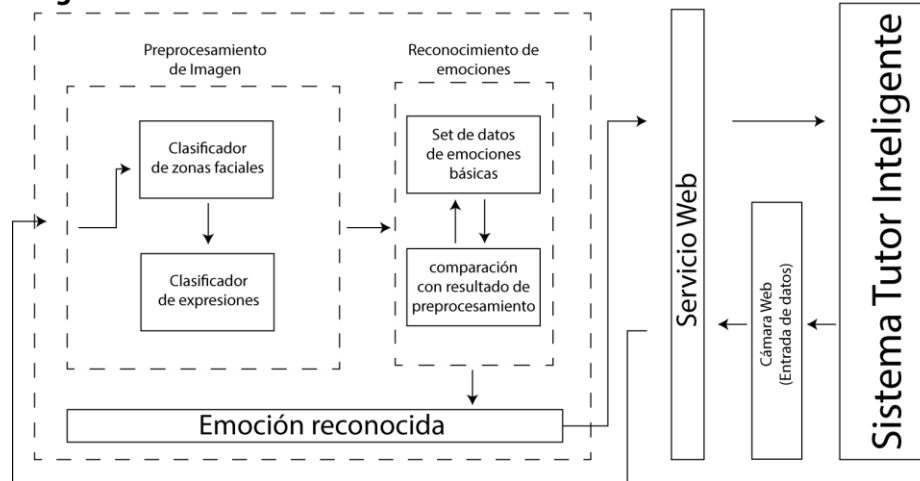 Preprocesamiento
de Imagen
Clasificador
de zonas faciales
Clasificador
de expresiones
Reconocimiento de
emociones
Set de datos
de emociones
básicas
comparación
con resultado de
preprocesamiento
Emoción reconocida
Servicio Web
Cámara Web
(Entrada de datos)
Sistema Tutor Inteligente